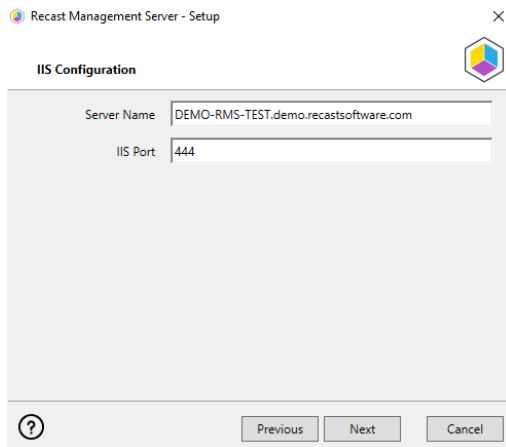 Recast Management Server - Setup
IIS Configuration
Server Name DEMO-RMS-TEST.demo.recastsoftware.com
IIS Port 444
? Previous Next Cancel